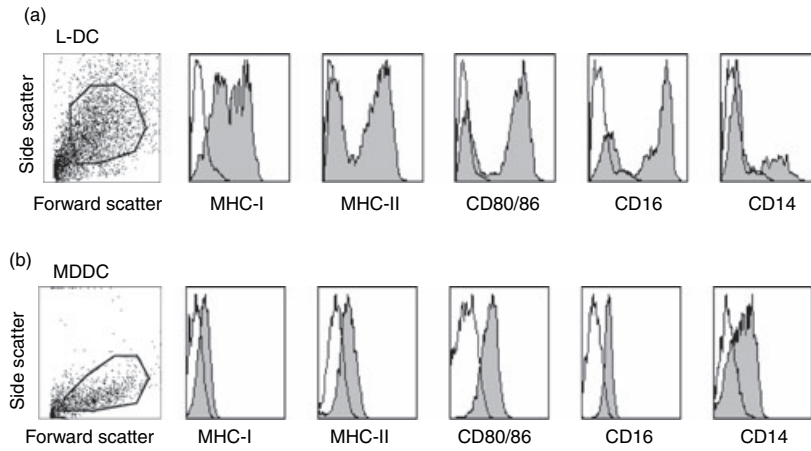 (a)
L-DC
Side scatter
Forward scatter
MHC-I
MHC-II
CD80/86
CD16
CD14
(b)
MDDC
Side scatter
Forward scatter
MHC-I
MHC-II
CD80/86
CD16
CD14